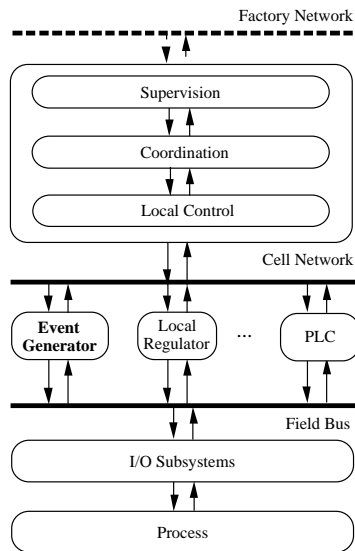 Factory Network
Supervision
Coordination
Local Control
Cell Network
Event
Generator
Local
Regulator
...
PLC
Field Bus
I/O Subsystems
Process